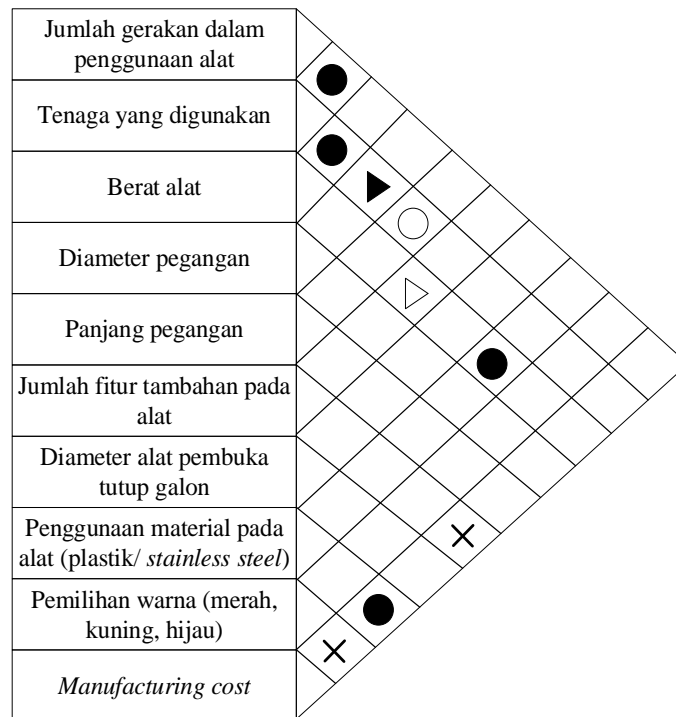 Jumlah gerakan dalam
penggunaan alat
Tenaga yang digunakan
Berat alat
Diameter pegangan
Panjang pegangan
Jumlah fitur tambahan pada
alat
Diameter alat pembuka
tutup galon
Penggunaan material pada
alat (plastik/ stainless steel)
Pemilihan warna (merah,
kuning, hijau)
Manufacturing cost